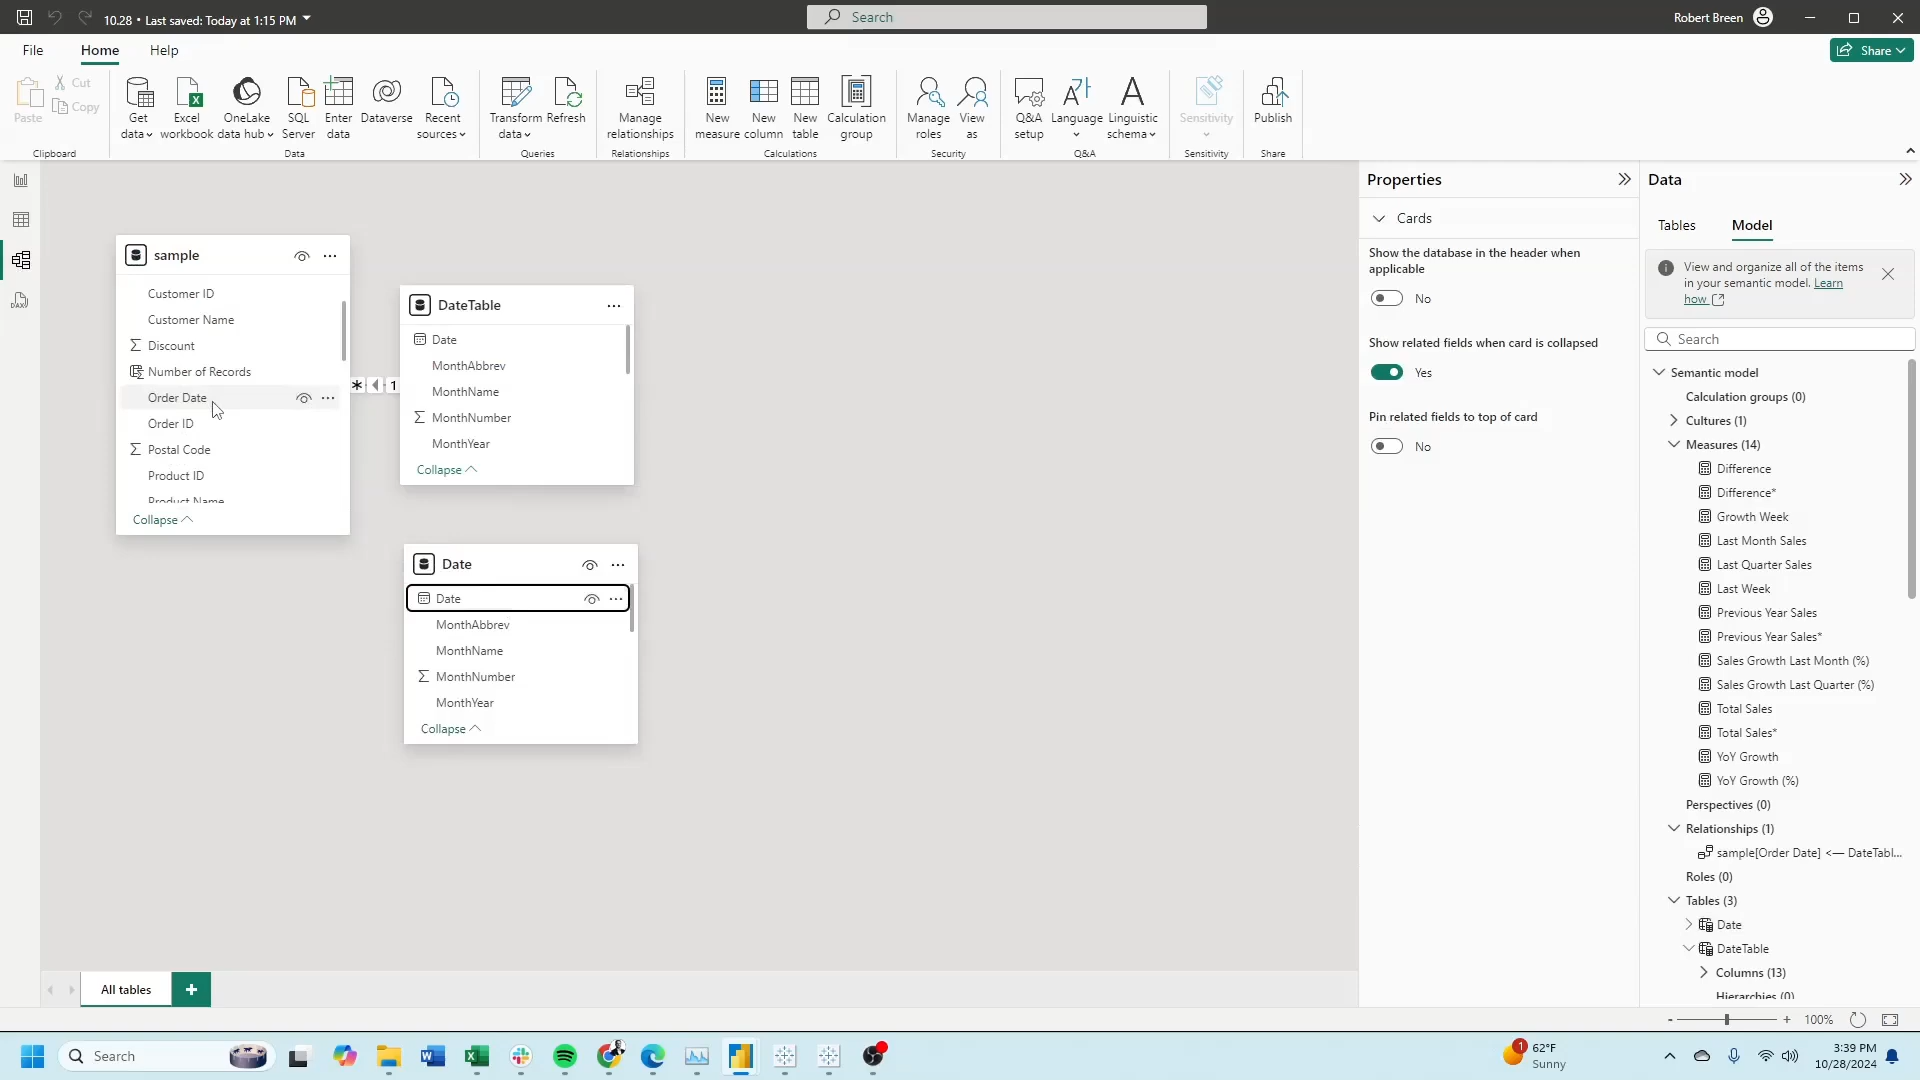 10.28 • Last saved: Today at 1:15 PM
Search
Robert Breen
File
Home
Help
Share
Paste
Cut
Copy
Get data
Excel workbook
OneLake data hub
SQL Server
Enter data
Dataverse
Recent sources
Transform data
Refresh
Manage relationships
New measure
New column
New table
Calculation group
Manage roles
View as
Q&A setup
Language
Linguistic schema
Sensitivity
Publish
Clipboard
Data
Queries
Relationships
Calculations
Security
Q&A
Sensitivity
Share
sample
Customer ID
Customer Name
Discount
Number of Records
Order Date
Order ID
Postal Code
Product ID
Product Name
Collapse
* 1
DateTable
Date
MonthAbbrev
MonthName
MonthNumber
MonthYear
Collapse
Date
Date
MonthAbbrev
MonthName
MonthNumber
MonthYear
Collapse
Properties
Cards
Show the database in the header when
applicable
No
Show related fields when card is collapsed
Yes
Pin related fields to top of card
No
Data
Tables
Model
View and organize all of the items
in your semantic model. Learn
how
Search
Semantic model
Calculation groups (0)
Cultures (1)
Measures (14)
Difference
Difference*
Growth Week
Last Month Sales
Last Quarter Sales
Last Week
Previous Year Sales
Previous Year Sales*
Sales Growth Last Month (%)
Sales Growth Last Quarter (%)
Total Sales
Total Sales*
YoY Growth
YoY Growth (%)
Perspectives (0)
Relationships (1)
sample[Order Date] <— DateTabl...
Roles (0)
Tables (3)
Date
DateTable
Columns (13)
Hierarchies (0)
All tables
- + 100%
Search
62°F
Sunny
3:39 PM
10/28/2024